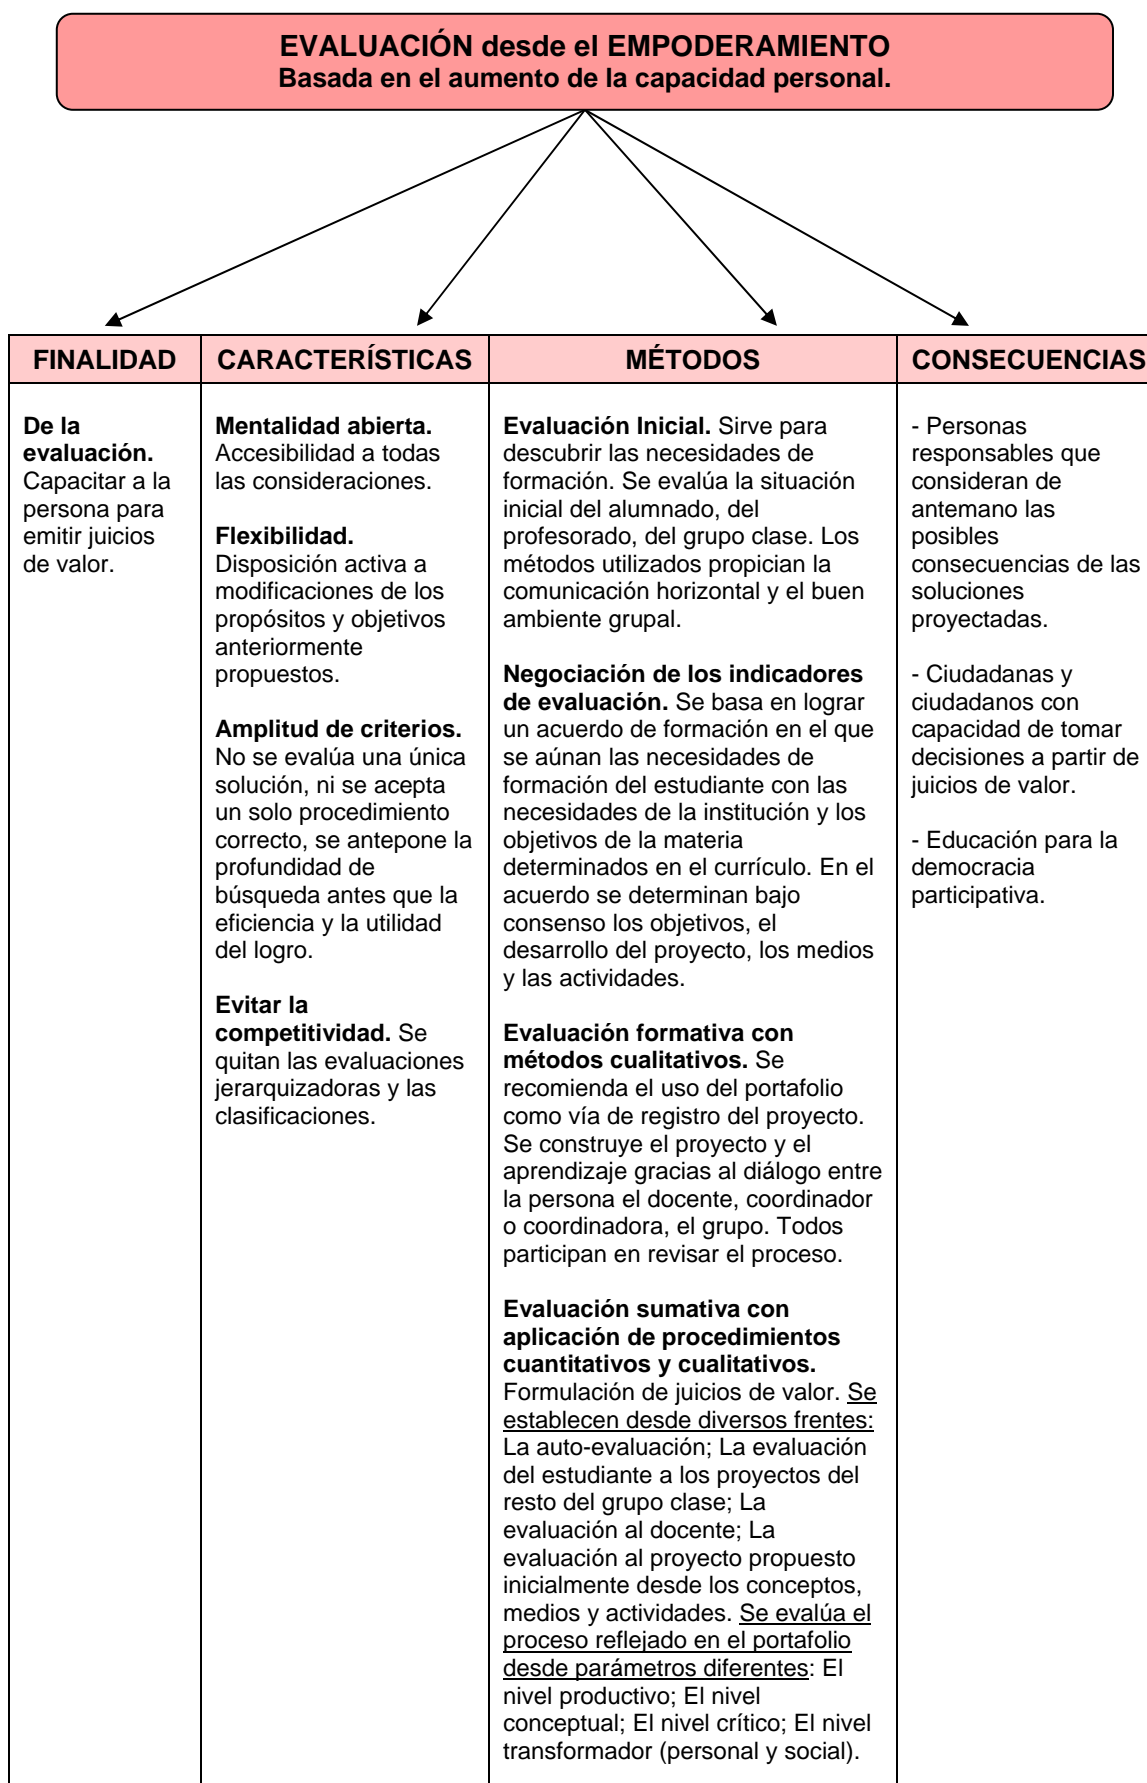 EVALUACIÓN desde el EMPODERAMIENTO
Basada en el aumento de la capacidad personal.
FINALIDAD
De la
evaluación.
Capacitar a la
persona para
emitir juicios
de valor.
CARACTERÍSTICAS
Mentalidad abierta.
Accesibilidad a todas
las consideraciones.
Flexibilidad.
Disposición activa a
modificaciones de los
propósitos y objetivos
anteriormente
propuestos.
Amplitud de criterios.
No se evalúa una única
solución, ni se acepta
un solo procedimiento
correcto, se antepone la
profundidad de
búsqueda antes que la
eficiencia y la utilidad
del logro.
Evitar la
competitividad. Se
quitan las evaluaciones
jerarquizadoras y las
clasificaciones.
MÉTODOS
Evaluación Inicial. Sirve para
descubrir las necesidades de
formación. Se evalúa la situación
inicial del alumnado, del
profesorado, del grupo clase. Los
métodos utilizados propician la
comunicación horizontal y el buen
ambiente grupal.
Negociación de los indicadores
de evaluación. Se basa en lograr
un acuerdo de formación en el que
se aúnan las necesidades de
formación del estudiante con las
necesidades de la institución y los
objetivos de la materia
determinados en el currículo. En el
acuerdo se determinan bajo
consenso los objetivos, el
desarrollo del proyecto, los medios
y las actividades.
Evaluación formativa con
métodos cualitativos. Se
recomienda el uso del portafolio
como vía de registro del proyecto.
Se construye el proyecto y el
aprendizaje gracias al diálogo entre
la persona el docente, coordinador
o coordinadora, el grupo. Todos
participan en revisar el proceso.
Evaluación sumativa con
aplicación de procedimientos
cuantitativos y cualitativos.
Formulación de juicios de valor. Se
establecen desde diversos frentes:
La auto-evaluación; La evaluación
del estudiante a los proyectos del
resto del grupo clase; La
evaluación al docente; La
evaluación al proyecto propuesto
inicialmente desde los conceptos,
medios y actividades. Se evalúa el
proceso reflejado en el portafolio
desde parámetros diferentes: El
nivel productivo; El nivel
conceptual; El nivel crítico; El nivel
transformador (personal y social).
CONSECUENCIAS
- Personas
responsables que
consideran de
antemano las
posibles
consecuencias de las
soluciones
proyectadas.
- Ciudadanas y
ciudadanos con
capacidad de tomar
decisiones a partir de
juicios de valor.
- Educación para la
democracia
participativa.